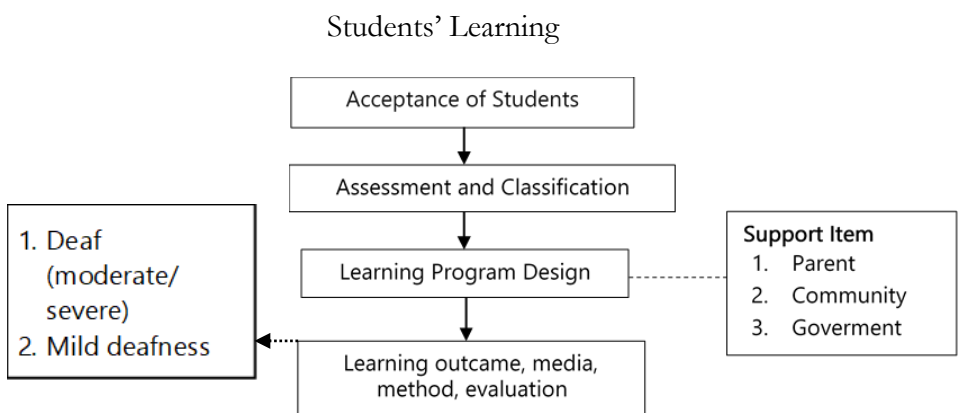 Students’ Learning
Acceptance of Students
Assessment and Classification
1. Deaf
(moderate/
severe)
2. Mild deafness
Learning Program Design
Support Item
1. Parent
2. Community
3. Goverment
Learning outcame, media,
method, evaluation